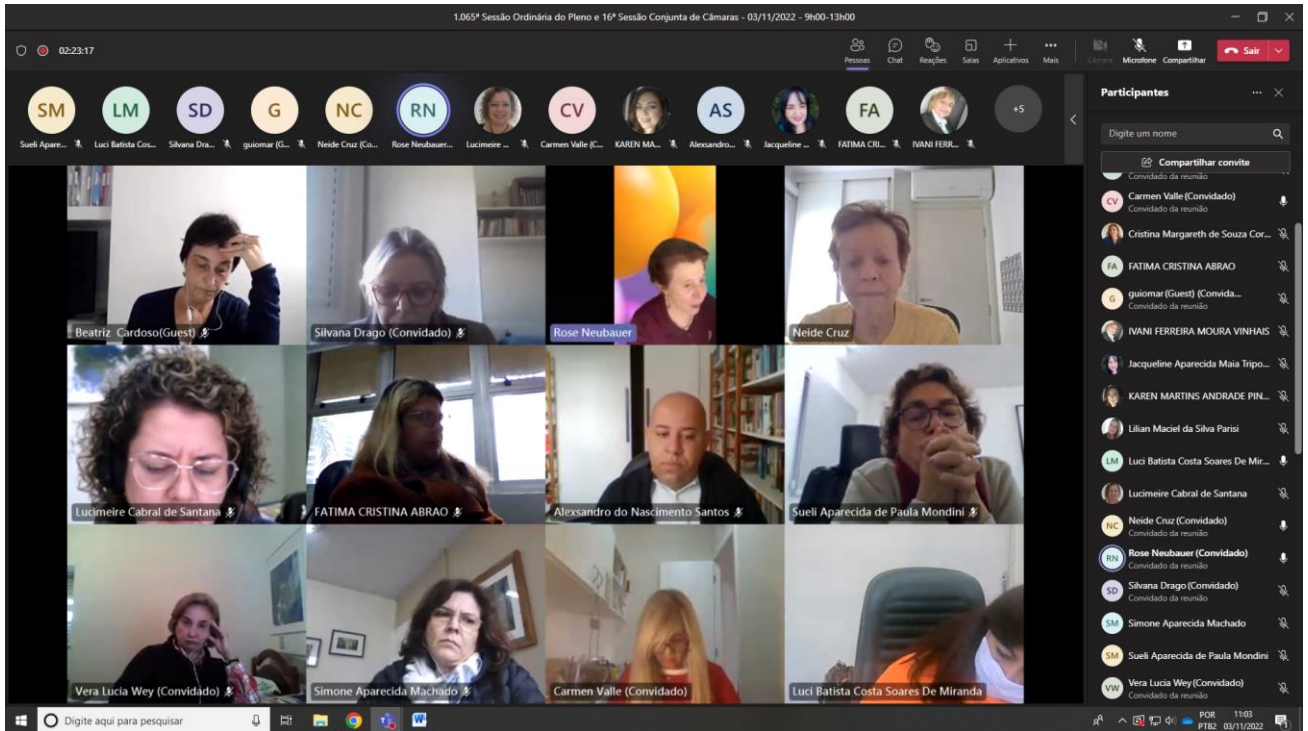 1.065ª Sessão Ordinária do Pleno e 16ª Sessão Conjunta de Câmaras - 03/11/2022 - 9h00-13h00
02:23:17
Pessoas Chat Reações Salas Aplicativos Mais Câmera Microfone Compartilhar Sair
SM LM SD G NC RN CV AS FA +5
Sueli Apare... Luci Batista Cos... Silvana Dra... guiomar (G... Neide Cruz (Co... Rose Neubauer... Lucimeire ... Carmen Valle (C... KAREN MA... Alexsandro... Jacqueline ... FATIMA CRI... IVANI FERR...
Beatriz Cardoso(Guest) Silvana Drago (Convidado) Rose Neubauer Neide Cruz
Lucimeire Cabral de Santana FATIMA CRISTINA ABRAO Alexsandro do Nascimento Santos Sueli Aparecida de Paula Mondini
Vera Lucia Wey (Convidado) Simone Aparecida Machado Carmen Valle (Convidado) Luci Batista Costa Soares De Miranda
Participantes
Digite um nome
Compartilhar convite
Convidado da reunião
CV Carmen Valle (Convidado)
Convidado da reunião
Cristina Margareth de Souza Cor...
FA FATIMA CRISTINA ABRAO
G guiomar (Guest) (Convida...
Convidado da reunião
IVANI FERREIRA MOURA VINHAIS
Jacqueline Aparecida Maia Tripo...
KAREN MARTINS ANDRADE PIN...
Lilian Maciel da Silva Parisi
LM Luci Batista Costa Soares De Mir...
Lucimeire Cabral de Santana
NC Neide Cruz (Convidado)
Convidado da reunião
RN Rose Neubauer (Convidado)
Convidado da reunião
SD Silvana Drago (Convidado)
Convidado da reunião
SM Simone Aparecida Machado
SM Sueli Aparecida de Paula Mondini
VW Vera Lucia Wey (Convidado)
Convidado da reunião
Digite aqui para pesquisar
POR 11:03
PTB2 03/11/2022